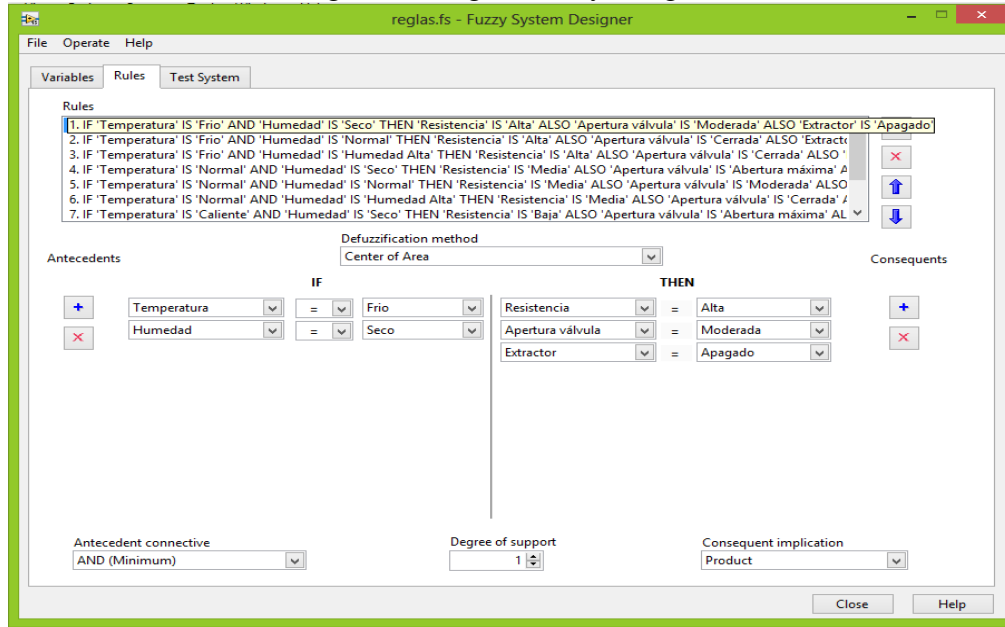 reglas.fs - Fuzzy System Designer
File Operate Help
Variables Rules Test System
Rules
1. IF 'Temperatura' IS 'Frio' AND 'Humedad' IS 'Seco' THEN 'Resistencia' IS 'Alta' ALSO 'Apertura válvula' IS 'Moderada' ALSO 'Extractor' IS 'Apagado'
2. IF 'Temperatura' IS 'Frio' AND 'Humedad' IS 'Normal' THEN 'Resistencia' IS 'Alta' ALSO 'Apertura válvula' IS 'Cerrada' ALSO 'Extract
3. IF 'Temperatura' IS 'Frio' AND 'Humedad' IS 'Humedad Alta' THEN 'Resistencia' IS 'Alta' ALSO 'Apertura válvula' IS 'Cerrada' ALSO '
4. IF 'Temperatura' IS 'Normal' AND 'Humedad' IS 'Seco' THEN 'Resistencia' IS 'Media' ALSO 'Apertura válvula' IS 'Abertura máxima' A
5. IF 'Temperatura' IS 'Normal' AND 'Humedad' IS 'Normal' THEN 'Resistencia' IS 'Media' ALSO 'Apertura válvula' IS 'Moderada' ALSO
6. IF 'Temperatura' IS 'Normal' AND 'Humedad' IS 'Humedad Alta' THEN 'Resistencia' IS 'Media' ALSO 'Apertura válvula' IS 'Cerrada' A
7. IF 'Temperatura' IS 'Caliente' AND 'Humedad' IS 'Seco' THEN 'Resistencia' IS 'Baja' ALSO 'Apertura válvula' IS 'Abertura máxima' AL
Defuzzification method
Center of Area
Antecedents
Consequents
IF
THEN
Temperatura = Frio
Resistencia = Alta
Humedad = Seco
Apertura válvula = Moderada
Extractor = Apagado
Antecedent connective
Degree of support
Consequent implication
AND (Minimum)
1
Product
Close Help